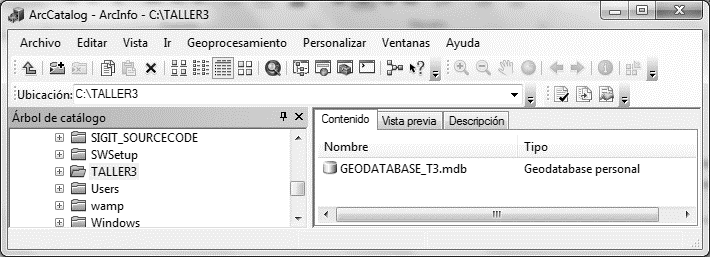 ArcCatalog - ArcInfo - C:\TALLER3
Archivo Editar Vista Ir Geoprocesamiento Personalizar Ventanas Ayuda
Ubicación: C:\TALLER3
Árbol de catálogo
SIGIT_SOURCECODE
SWSetup
TALLER3
Users
wamp
Windows
Contenido Vista previa Descripción
Nombre Tipo
GEODATABASE_T3.mdb Geodatabase personal